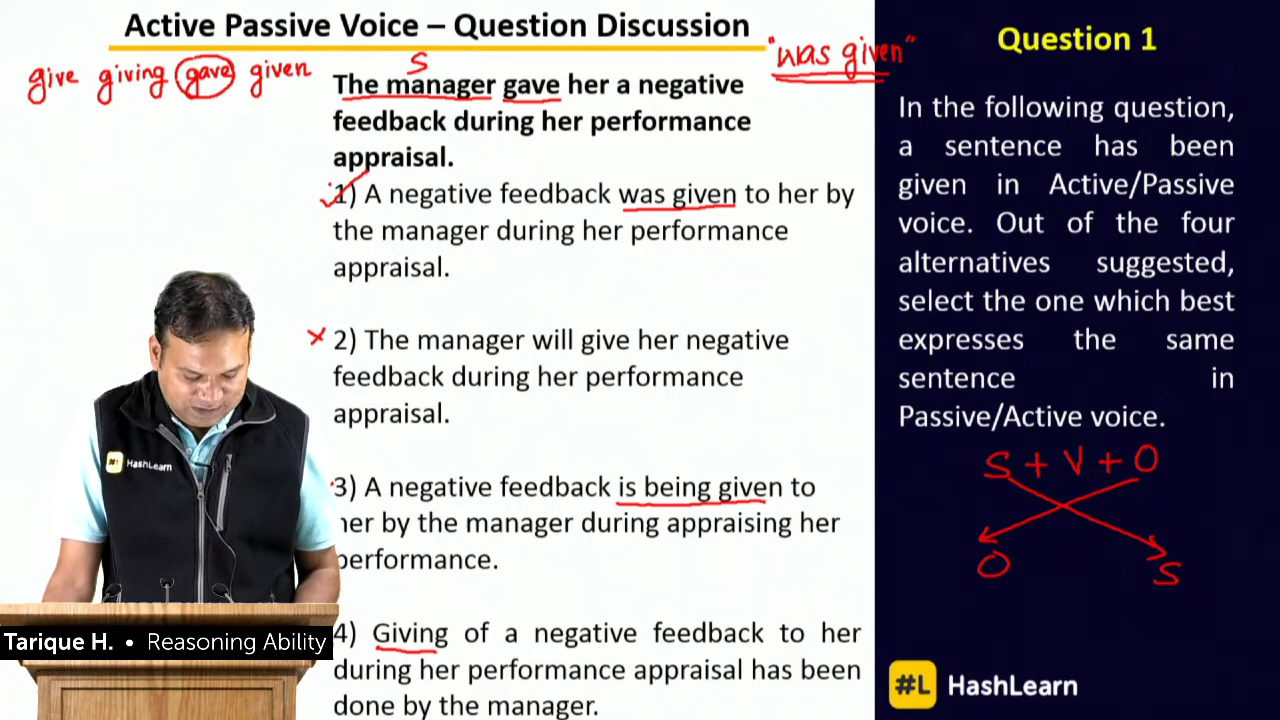 Active Passive Voice – Question Discussion
give giving gave given
S
"was given"
The manager gave her a negative
feedback during her performance
appraisal.
1) A negative feedback was given to her by
the manager during her performance
appraisal.
2) The manager will give her negative
feedback during her performance
appraisal.
3) A negative feedback is being given to
her by the manager during appraising her
performance.
4) Giving of a negative feedback to her
during her performance appraisal has been
done by the manager.
#L HashLearn
Tarique H. • Reasoning Ability
Question 1
In the following question,
a sentence has been
given in Active/Passive
voice. Out of the four
alternatives suggested,
select the one which best
expresses the same
sentence in
Passive/Active voice.
S + V + O
O S
#L HashLearn